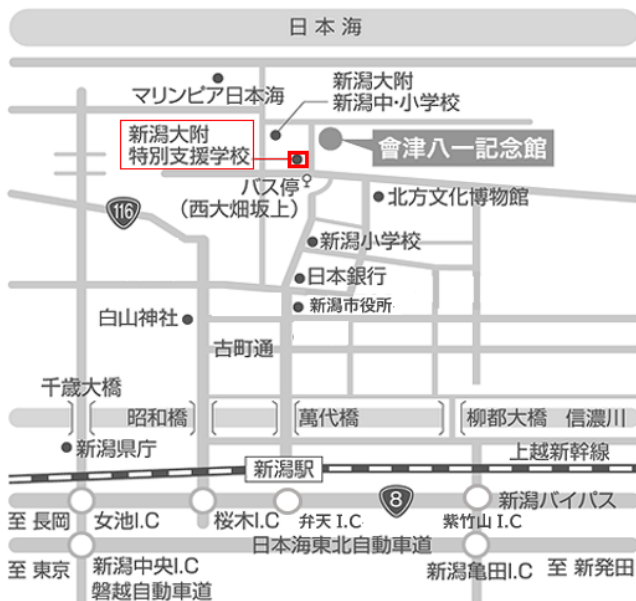 日本海
マリンピア日本海
新潟大附
新潟中・小学校
新潟大附
特別支援学校
會津八一記念館
バス停
(西大畑坂上)
北方文化博物館
116
新潟小学校
日本銀行
新潟市役所
白山神社
古町通
千歳大橋
昭和橋
萬代橋
柳都大橋 信濃川
新潟県庁
上越新幹線
新潟駅
8
新潟バイパス
至 長岡
女池I.C
桜木I.C
弁天 I.C
紫竹山 I.C
日本海東北自動車道
至 東京
新潟中央I.C
磐越自動車道
新潟亀田I.C
至 新発田